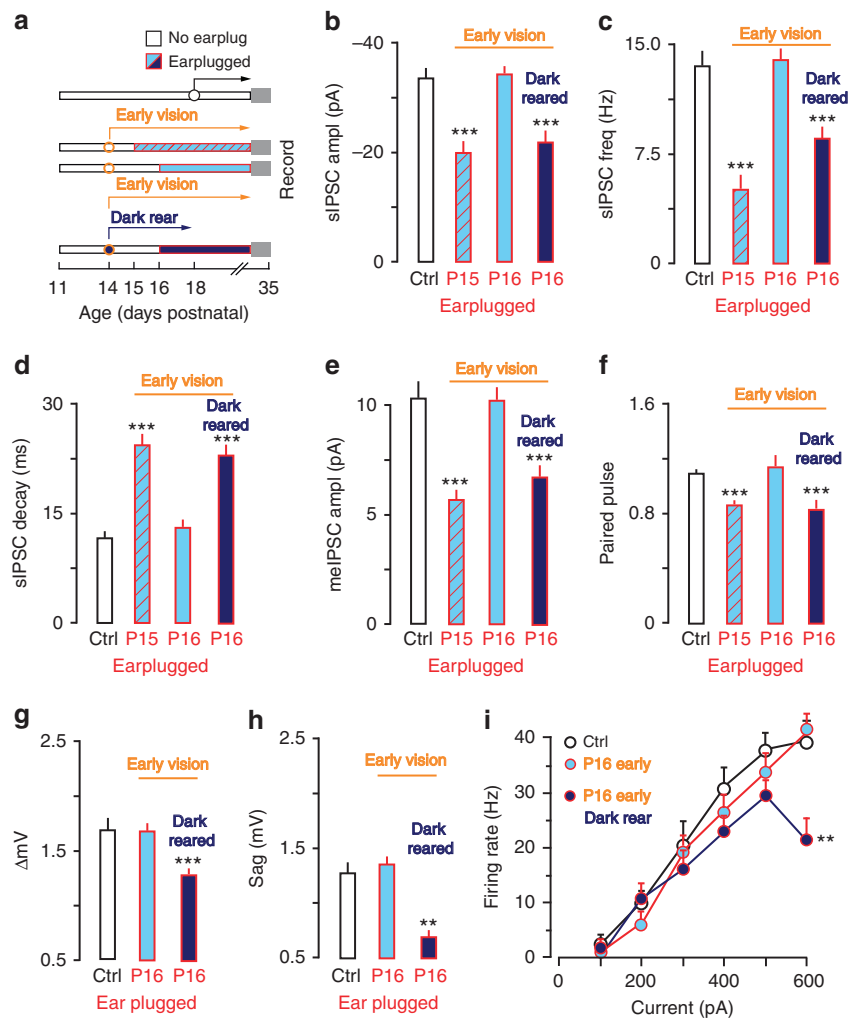 a
No earplug
Earplugged
Early vision
Early vision
Dark rear
Record
11 14 15 16 18 35
Age (days postnatal)
b
Early vision
Dark
reared
sIPSC ampl (pA)
–40
–20
0
***
***
Ctrl P15 P16 P16
Earplugged
c
Early vision
Dark
reared
sIPSC freq (Hz)
15.0
7.5
0
***
***
Ctrl P15 P16 P16
Earplugged
d
Early vision
Dark
reared
sIPSC decay (ms)
30
15
0
***
***
Ctrl P15 P16 P16
Earplugged
e
Early vision
Dark
reared
meIPSC ampl (pA)
10
5
0
***
***
Ctrl P15 P16 P16
Earplugged
f
Early vision
Dark
reared
Paired pulse
1.6
0.8
0
***
***
Ctrl P15 P16 P16
Earplugged
g
Early vision
Dark
reared
ΔmV
2.5
1.5
0.5
***
Ctrl P16 P16
Ear plugged
h
Early vision
Dark
reared
Sag (mV)
2.5
1.5
0.5
**
Ctrl P16 P16
Ear plugged
i
Ctrl
P16 early
P16 early
Dark rear
Firing rate (Hz)
40
30
20
10
0
**
0 200 400 600
Current (pA)